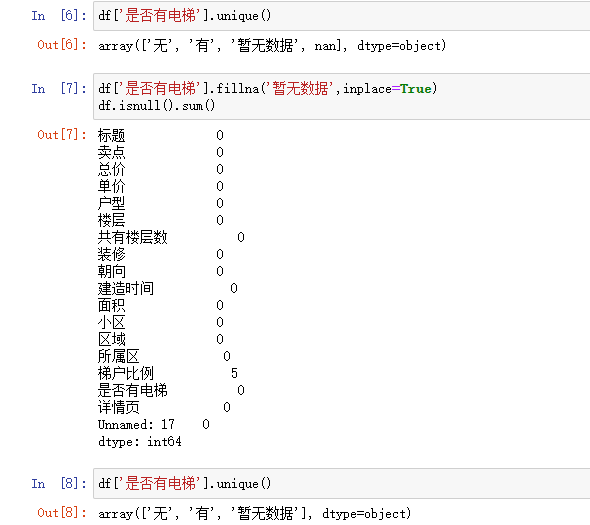 In [6]: df['是否有电梯'].unique()
Out[6]: array(['无', '有', '暂无数据', nan], dtype=object)
In [7]: df['是否有电梯'].fillna('暂无数据',inplace=True)
df.isnull().sum()
Out[7]: 标题 0
卖点 0
总价 0
单价 0
户型 0
楼层 0
共有楼层数 0
装修 0
朝向 0
建造时间 0
面积 0
小区 0
区域 0
所属区 0
梯户比例 5
是否有电梯 0
详情页 0
Unnamed: 17 0
dtype: int64
In [8]: df['是否有电梯'].unique()
Out[8]: array(['无', '有', '暂无数据'], dtype=object)